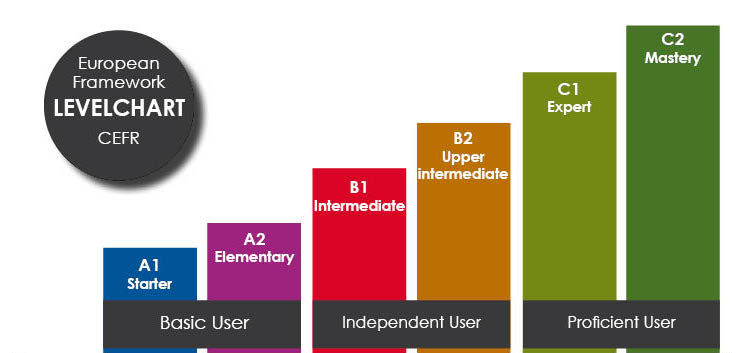 European
Framework
LEVELCHART
CEFR
A1
Starter
A2
Elementary
B1
Intermediate
B2
Upper
intermediate
C1
Expert
C2
Mastery
Basic User
Independent User
Proficient User